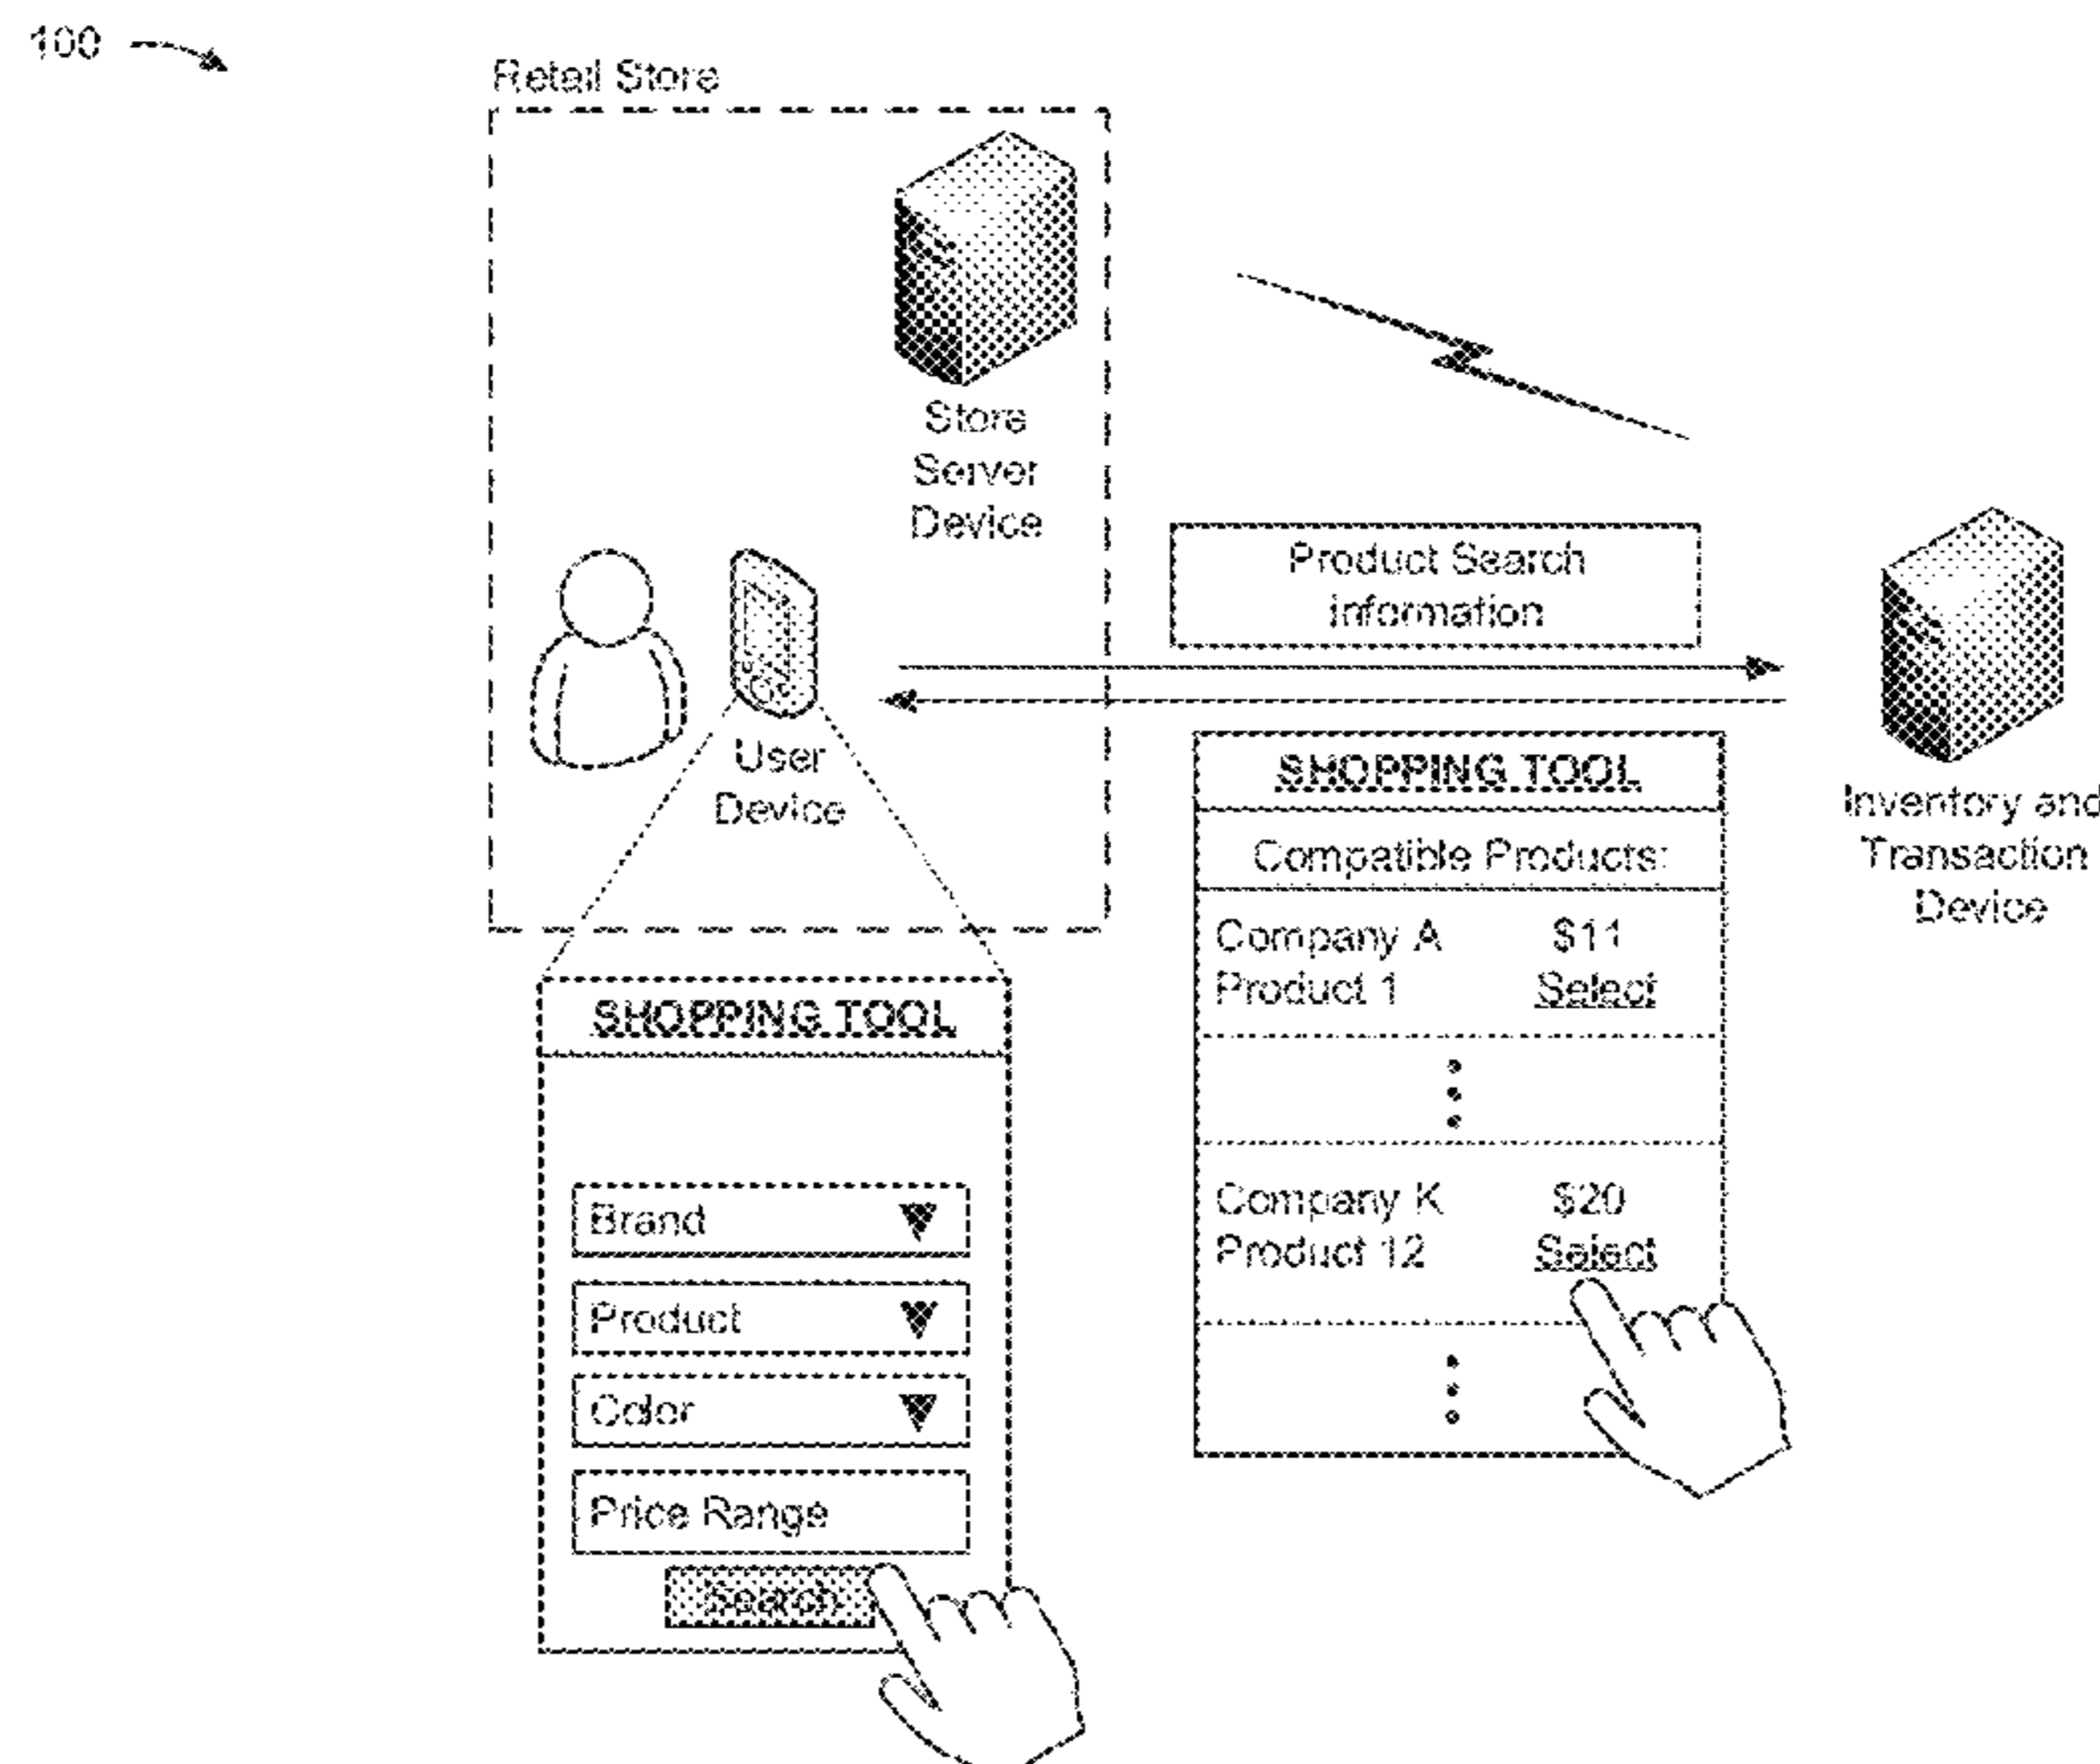 100
Retail Store
Store
Server
Device
Product Search
Information
User
Device
SHOPPING TOOL
Compatible Products:
Company A $11
Product 1 Select
Company K $20
Product 12 Select
Inventory and
Transaction
Device
SHOPPING TOOL
Brand
Product
Color
Price Range
Search